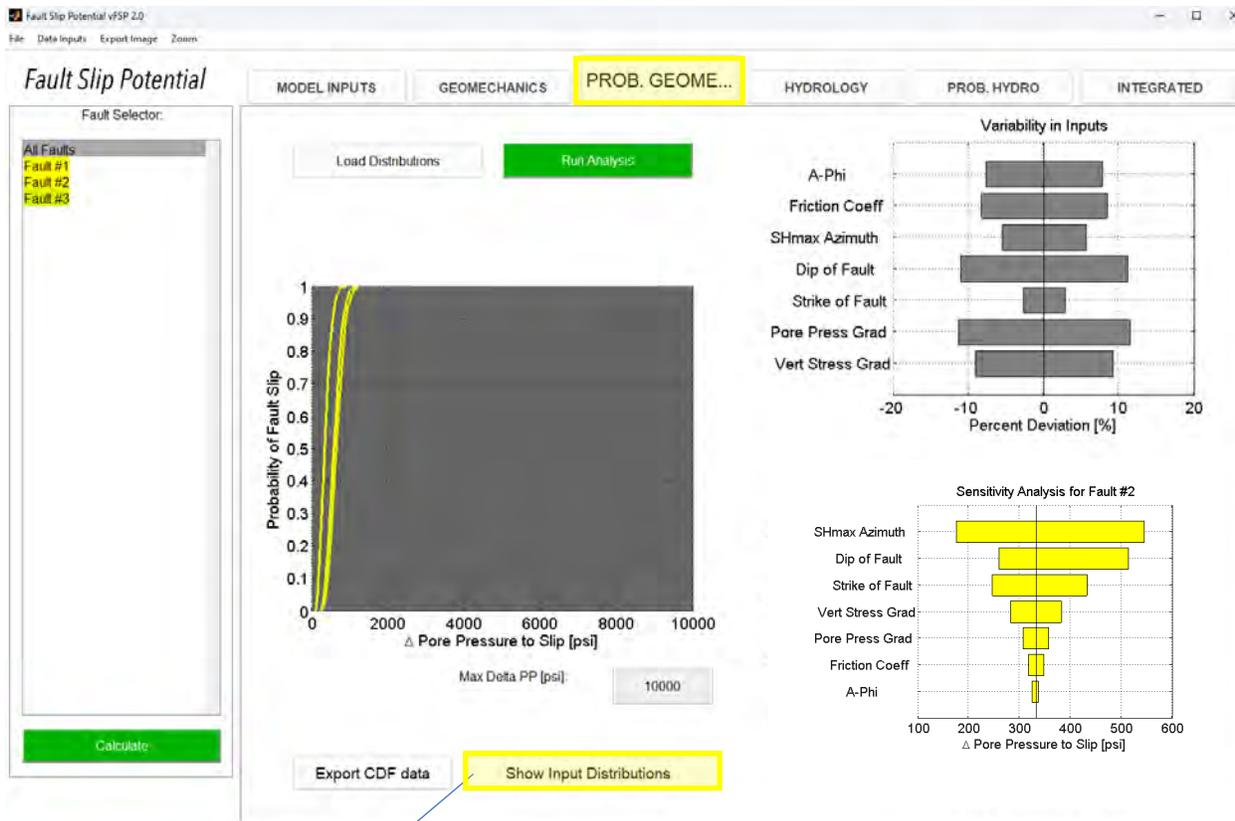 Fault Slip Potential vFSP 2.0
File Data Inputs Export Image Zoom
Fault Slip Potential
MODEL INPUTS GEOMECHANICS PROB. GEOME... HYDROLOGY PROB. HYDRO INTEGRATED
Fault Selector:
All Faults
Fault #1
Fault #2
Fault #3
Calculate
Load Distributions Run Analysis
1
0.9
0.8
0.7
0.6
0.5
0.4
0.3
0.2
0.1
0
Probability of Fault Slip
0 2000 4000 6000 8000 10000
Δ Pore Pressure to Slip [psi]
Max Delta PP [psi]: 10000
Export CDF data Show Input Distributions
Variability in Inputs
A-Phi
Friction Coeff
SHmax Azimuth
Dip of Fault
Strike of Fault
Pore Press Grad
Vert Stress Grad
-20 -10 0 10 20
Percent Deviation [%]
Sensitivity Analysis for Fault #2
SHmax Azimuth
Dip of Fault
Strike of Fault
Vert Stress Grad
Pore Press Grad
Friction Coeff
A-Phi
100 200 300 400 500 600
Δ Pore Pressure to Slip [psi]